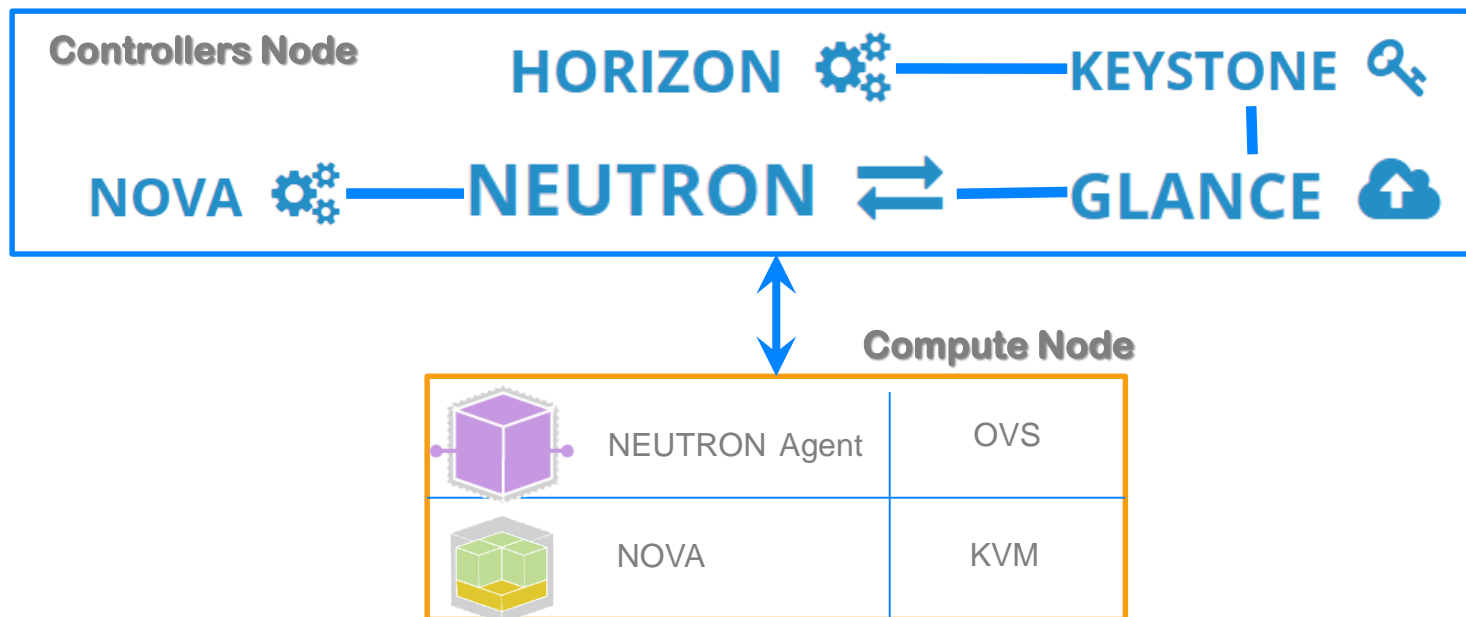 Controllers Node
HORIZON
KEYSTONE
NOVA
NEUTRON
GLANCE
Compute Node
NEUTRON Agent
OVS
NOVA
KVM